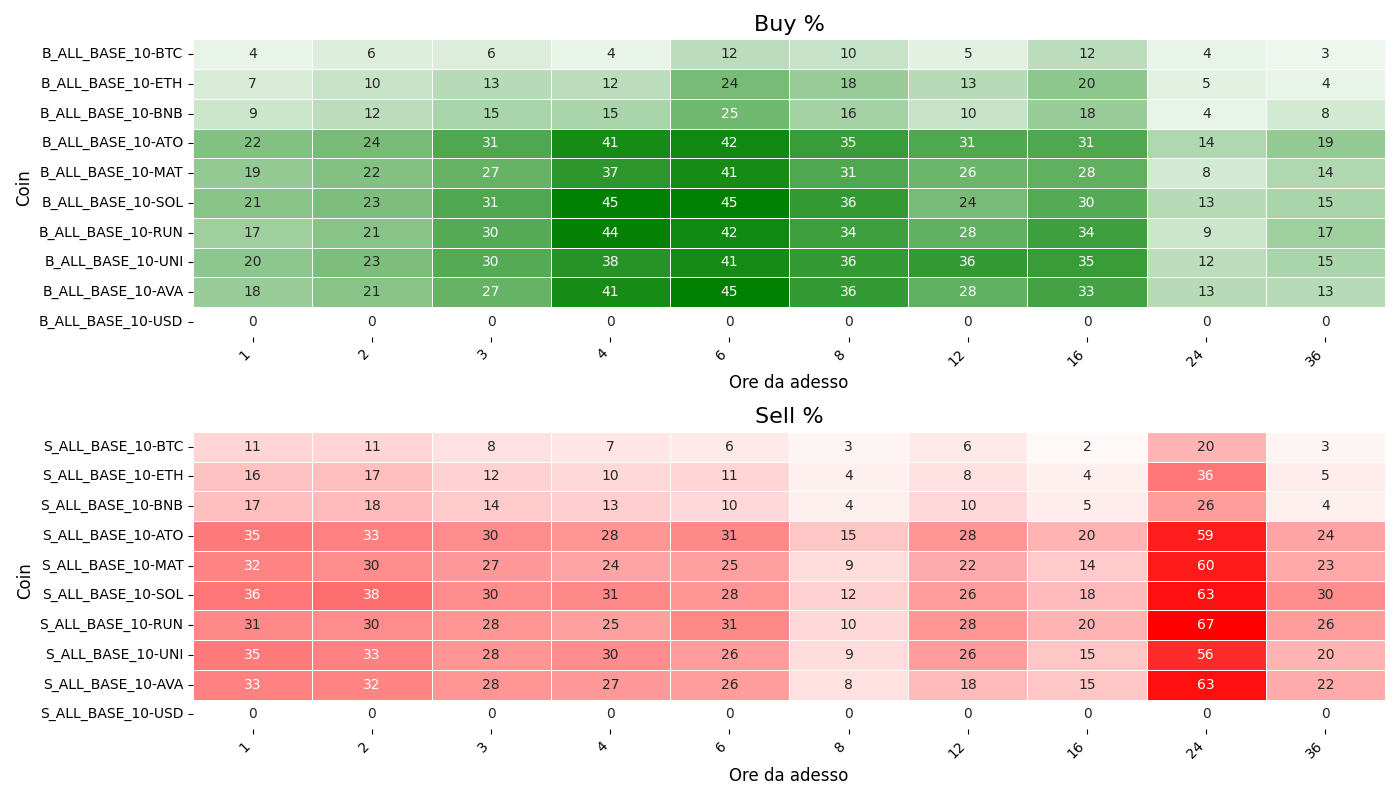 Buy %
Coin
B_ALL_BASE_10-BTC 4 6 6 4 12 10 5 12 4 3
B_ALL_BASE_10-ETH 7 10 13 12 24 18 13 20 5 4
B_ALL_BASE_10-BNB 9 12 15 15 25 16 10 18 4 8
B_ALL_BASE_10-ATO 22 24 31 41 42 35 31 31 14 19
B_ALL_BASE_10-MAT 19 22 27 37 41 31 26 28 8 14
B_ALL_BASE_10-SOL 21 23 31 45 45 36 24 30 13 15
B_ALL_BASE_10-RUN 17 21 30 44 42 34 28 34 9 17
B_ALL_BASE_10-UNI 20 23 30 38 41 36 36 35 12 15
B_ALL_BASE_10-AVA 18 21 27 41 45 36 28 33 13 13
B_ALL_BASE_10-USD 0 0 0 0 0 0 0 0 0 0
1 2 3 4 6 8 12 16 24 36
Ore da adesso
Sell %
Coin
S_ALL_BASE_10-BTC 11 11 8 7 6 3 6 2 20 3
S_ALL_BASE_10-ETH 16 17 12 10 11 4 8 4 36 5
S_ALL_BASE_10-BNB 17 18 14 13 10 4 10 5 26 4
S_ALL_BASE_10-ATO 35 33 30 28 31 15 28 20 59 24
S_ALL_BASE_10-MAT 32 30 27 24 25 9 22 14 60 23
S_ALL_BASE_10-SOL 36 38 30 31 28 12 26 18 63 30
S_ALL_BASE_10-RUN 31 30 28 25 31 10 28 20 67 26
S_ALL_BASE_10-UNI 35 33 28 30 26 9 26 15 56 20
S_ALL_BASE_10-AVA 33 32 28 27 26 8 18 15 63 22
S_ALL_BASE_10-USD 0 0 0 0 0 0 0 0 0 0
1 2 3 4 6 8 12 16 24 36
Ore da adesso